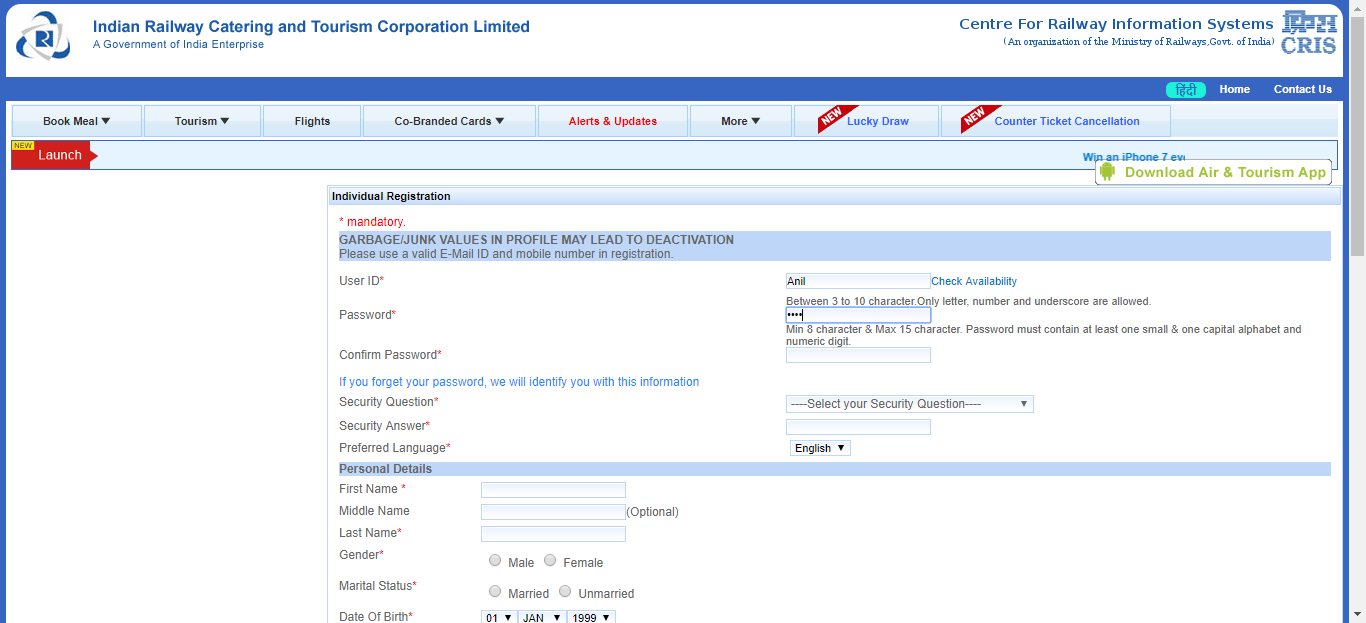 Indian Railway Catering and Tourism Corporation Limited
A Government of India Enterprise
Centre For Railway Information Systems
(An organization of the Ministry of Railways,Govt. of India)
क्रिस
CRIS
हिंदी Home Contact Us
Book Meal Tourism Flights Co-Branded Cards Alerts & Updates More NEW Lucky Draw NEW Counter Ticket Cancellation
NEW
Launch
Win an iPhone 7 eve
Download Air & Tourism App
Individual Registration
* mandatory.
GARBAGE/JUNK VALUES IN PROFILE MAY LEAD TO DEACTIVATION
Please use a valid E-Mail ID and mobile number in registration.
User ID* Anil Check Availability
Between 3 to 10 character.Only letter, number and underscore are allowed.
Password* ••••
Min 8 character & Max 15 character. Password must contain at least one small & one capital alphabet and
numeric digit.
Confirm Password*
If you forget your password, we will identify you with this information
Security Question* ----Select your Security Question----
Security Answer*
Preferred Language* English
Personal Details
First Name *
Middle Name (Optional)
Last Name*
Gender* Male Female
Marital Status* Married Unmarried
Date Of Birth* 01 JAN 1999